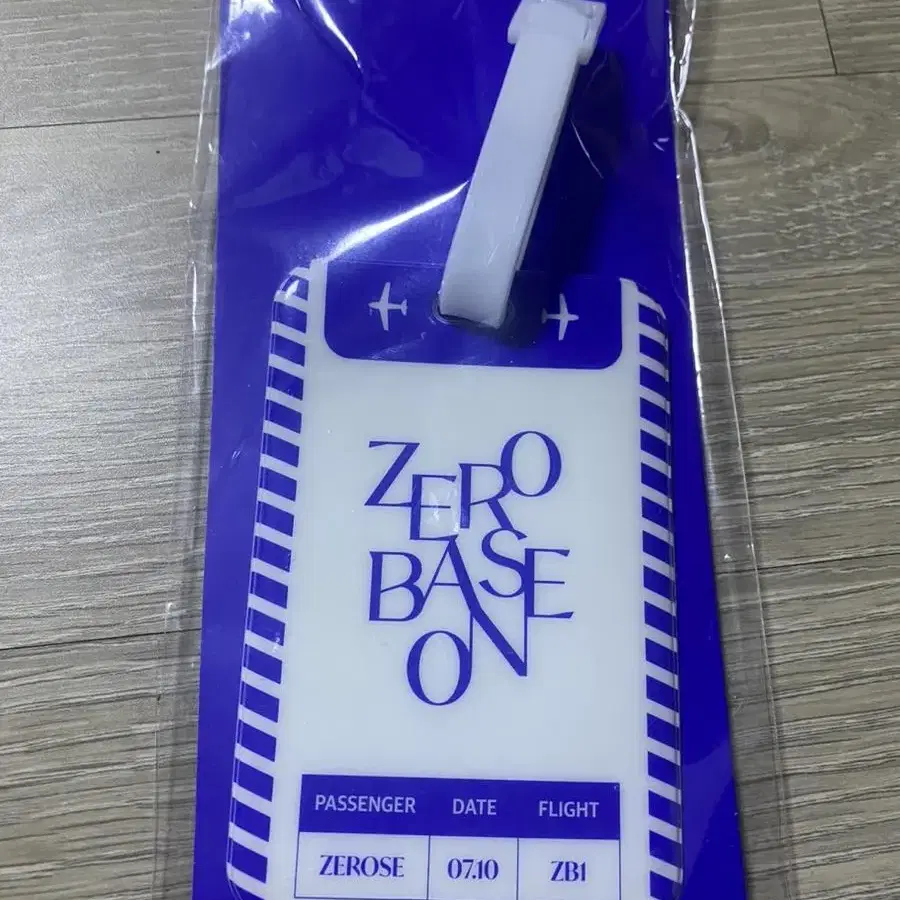 ZERO
BASE
ON
PASSENGER DATE FLIGHT
ZEROSE 07.10 ZB1